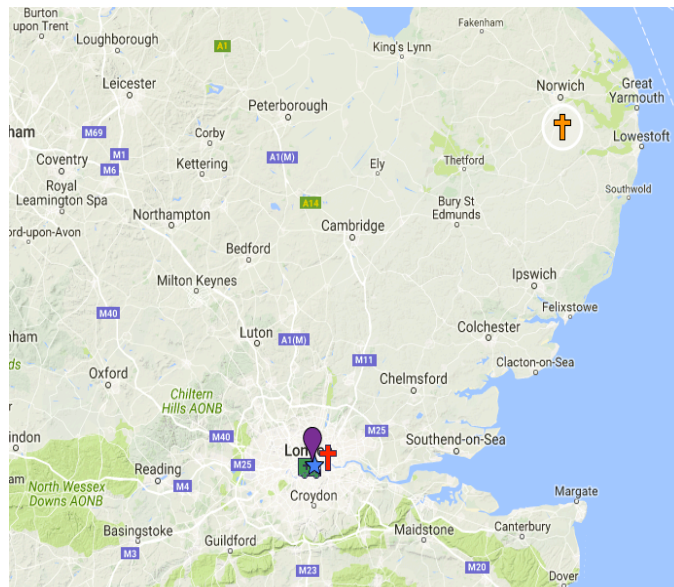 Burton
upon Trent
Fakenham
Loughborough
A1
King's Lynn
Leicester
Norwich
Great
Yarmouth
Peterborough
ham
M69
Corby
Lowestoft
M1
A1(M)
Coventry
M6
Kettering
Ely
Thetford
Royal
Leamington Spa
Southwold
A14
Bury St
Edmunds
Northampton
Cambridge
ord-upon-Avon
Bedford
Milton Keynes
Ipswich
M40
Felixstowe
nham
Luton
A1(M)
Colchester
M11
Clacton-on-Sea
Oxford
Chelmsford
Chiltern
Hills AONB
M25
M40
Southend-on-Sea
indon
Reading
M25
M4
Margate
am
North Wessex
Downs AONB
Croydon
Basingstoke
Maidstone
Canterbury
Guildford
M3
M20
M23
Dover